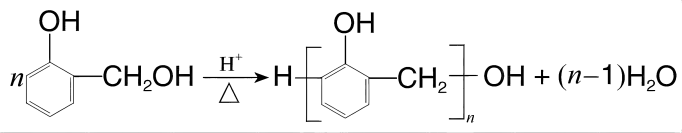 OH OH
n CH₂OH H⁺ △ H [ CH₂ ]ₙ OH + (n−1)H₂O